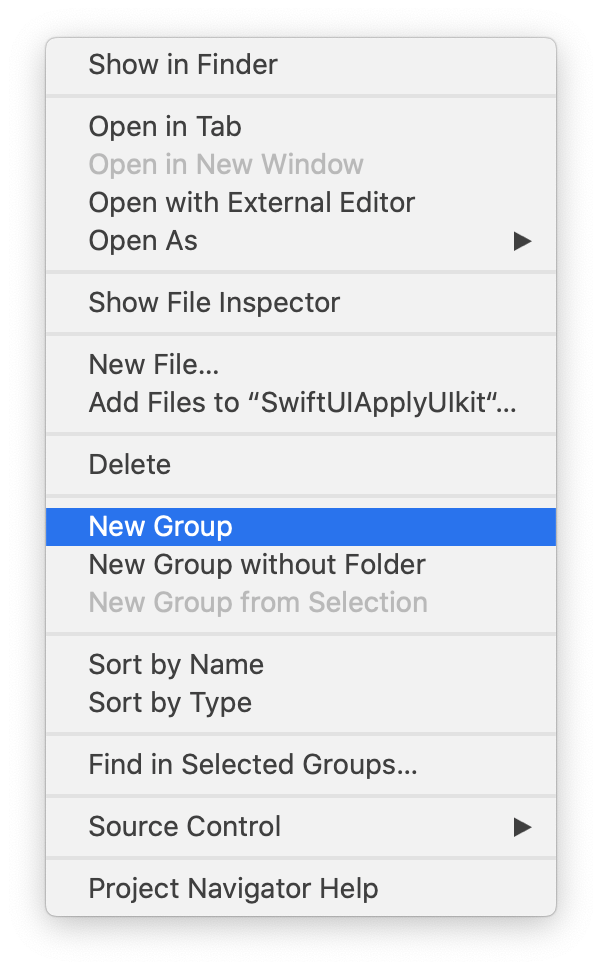 Show in Finder
Open in Tab
Open in New Window
Open with External Editor
Open As
Show File Inspector
New File...
Add Files to “SwiftUIApplyUIkit“...
Delete
New Group
New Group without Folder
New Group from Selection
Sort by Name
Sort by Type
Find in Selected Groups...
Source Control
Project Navigator Help